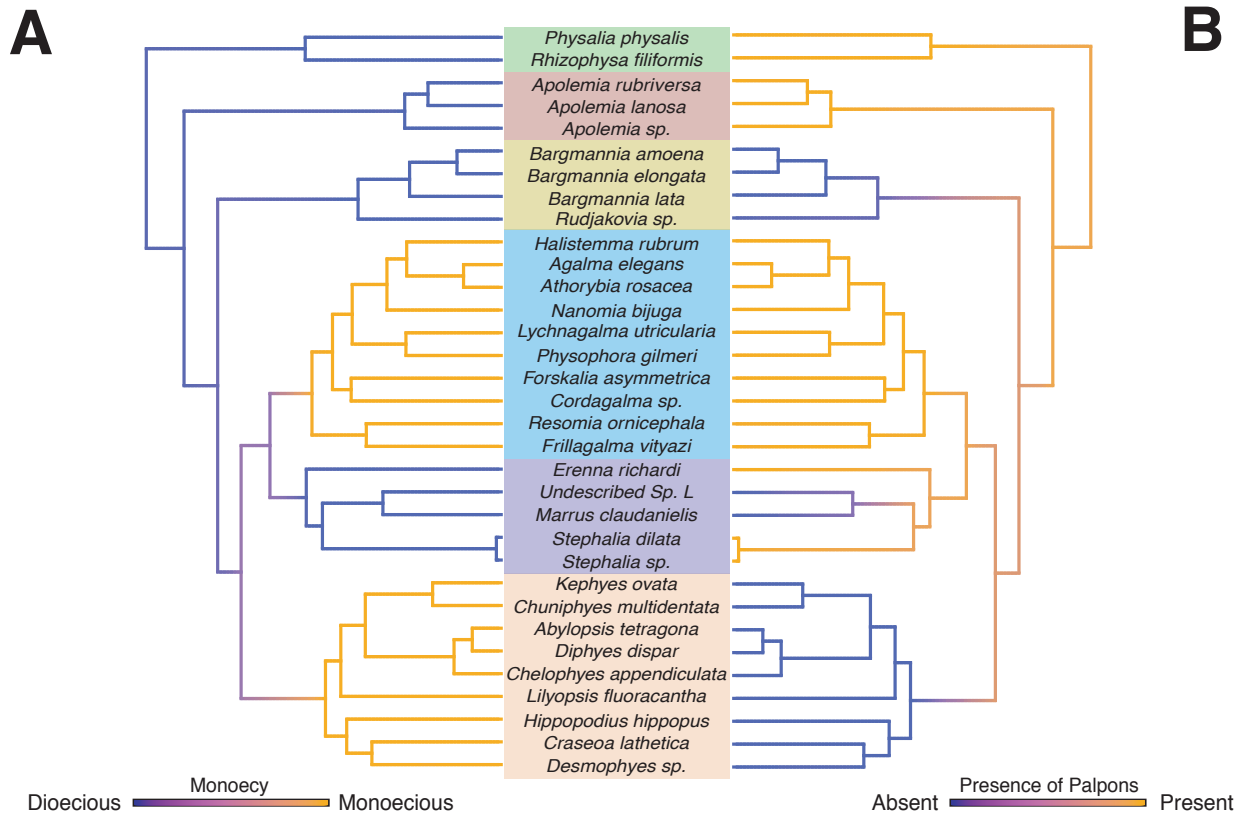 A
B
Physalia physalis
Rhizophysa filiformis
Apolemia rubriversa
Apolemia lanosa
Apolemia sp.
Bargmannia amoena
Bargmannia elongata
Bargmannia lata
Rudjakovia sp.
Halistemma rubrum
Agalma elegans
Athorybia rosacea
Nanomia bijuga
Lychnagalma utricularia
Physophora gilmeri
Forskalia asymmetrica
Cordagalma sp.
Resomia ornicephala
Frillagalma vityazi
Erenna richardi
Undescribed Sp. L
Marrus claudanielis
Stephalia dilata
Stephalia sp.
Kephyes ovata
Chuniphyes multidentata
Abylopsis tetragona
Diphyes dispar
Chelophyes appendiculata
Lilyopsis fluoracantha
Hippopodius hippopus
Craseoa lathetica
Desmophyes sp.
Monoecy
Dioecious Monoecious
Presence of Palpons
Absent Present